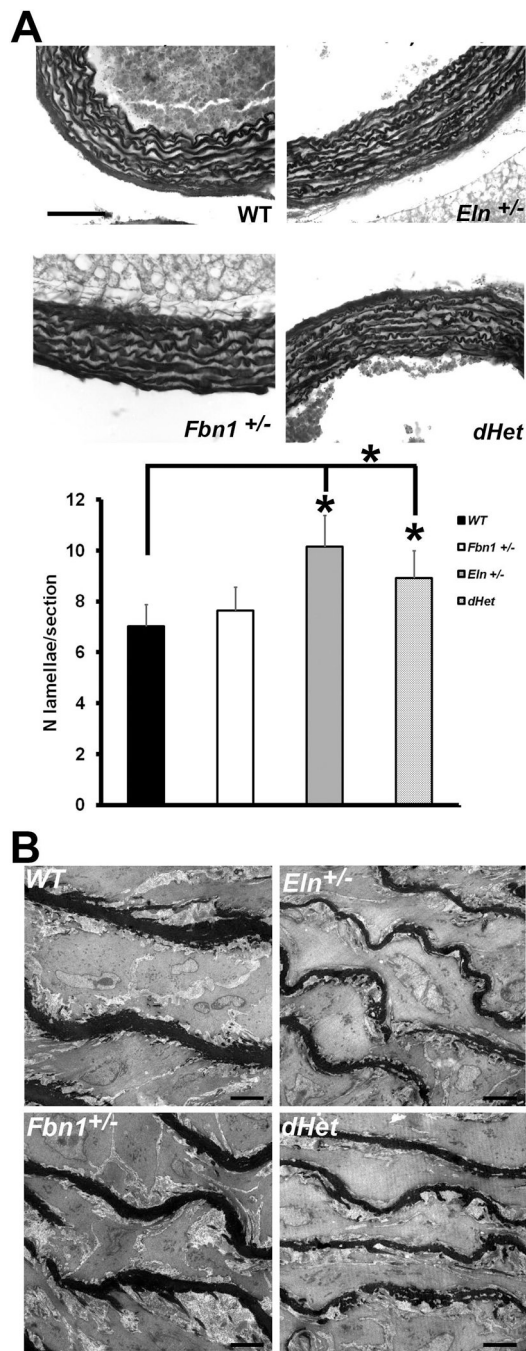 A
WT
Eln +/-
Fbn1 +/-
dHet
*
* *
12
10
8
6
4
2
0
N lamellae/section
WT
Fbn1 +/-
Eln +/-
dHet
B
WT
Eln+/-
Fbn1+/-
dHet